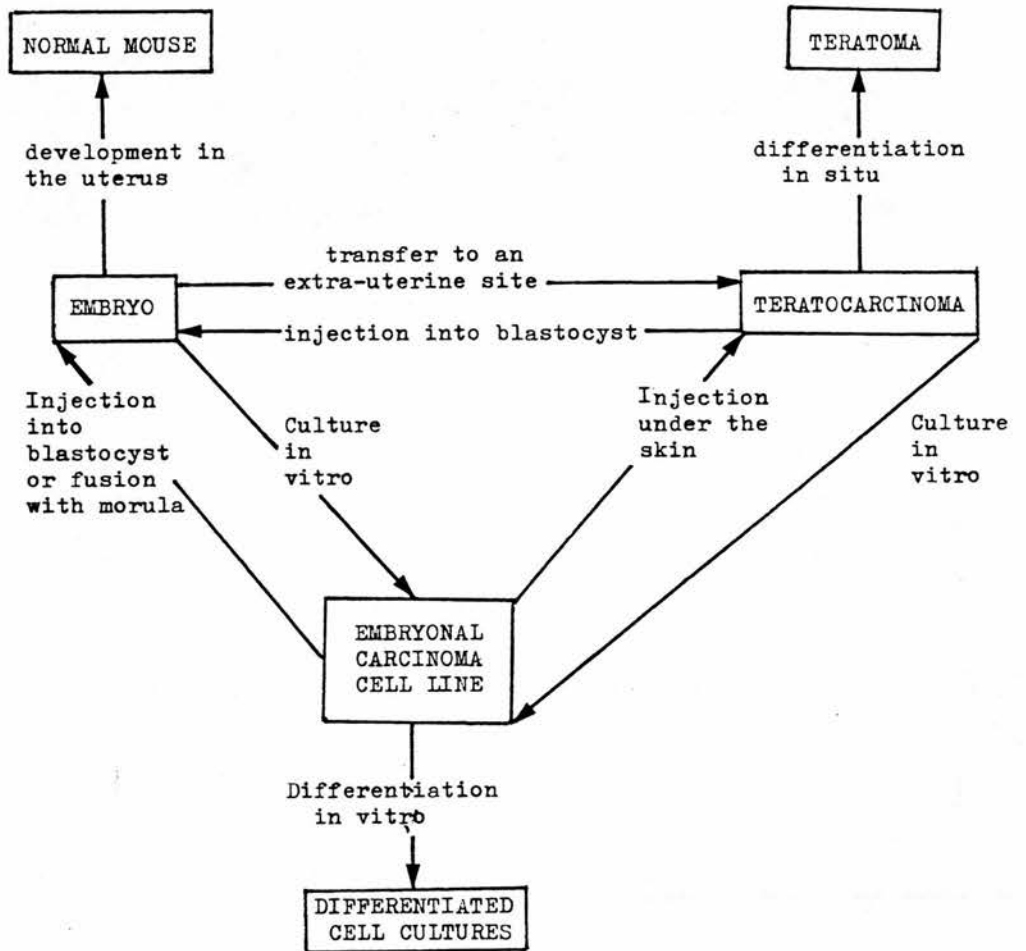 NORMAL MOUSE
TERATOMA
development in
the uterus
differentiation
in situ
transfer to an
extra-uterine site
EMBRYO
TERATOCARCINOMA
injection into blastocyst
Injection
into
blastocyst
or fusion
with morula
Culture
in
vitro
Injection
under the
skin
Culture
in
vitro
EMBRYONAL
CARCINOMA
CELL LINE
Differentiation
in vitro
DIFFERENTIATED
CELL CULTURES